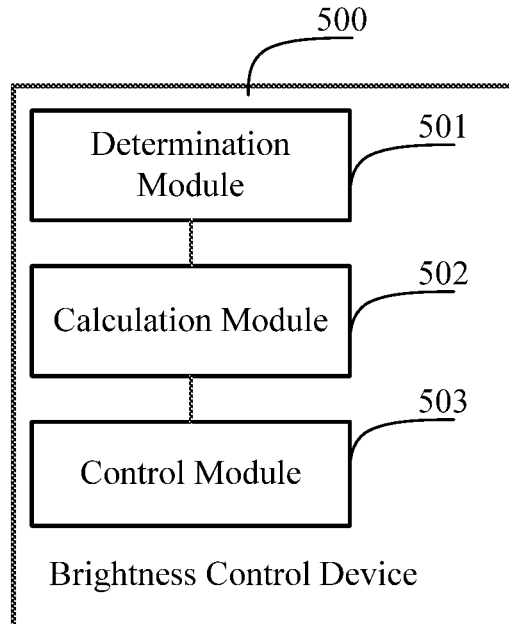 500
Determination
Module
501
Calculation Module
502
Control Module
503
Brightness Control Device